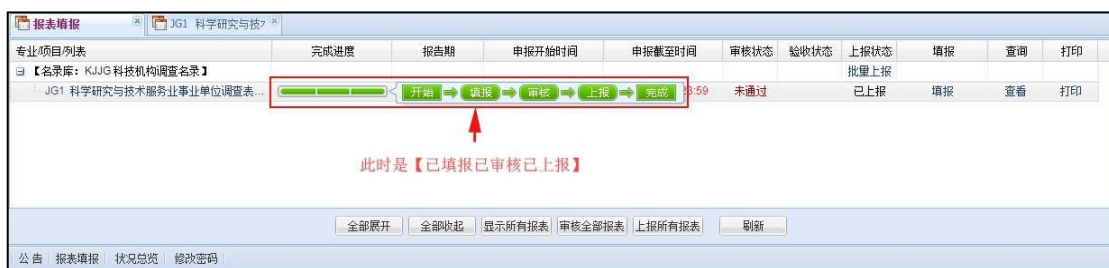 报表填报 JG1 科学研究与技
专业/项目/列表 完成进度 报告期 申报开始时间 申报截至时间 审核状态 验收状态 上报状态 填报 查询 打印
【名录库：KJJG科技机构调查名录】 批量上报
JG1 科学研究与技术服务业事业单位调查表... 开始 填报 审核 上报 完成 :59 未通过 已上报 填报 查看 打印
此时是【已填报已审核已上报】
全部展开 全部收起 显示所有报表 审核全部报表 上报所有报表 刷新
公告 报表填报 状况总览 修改密码